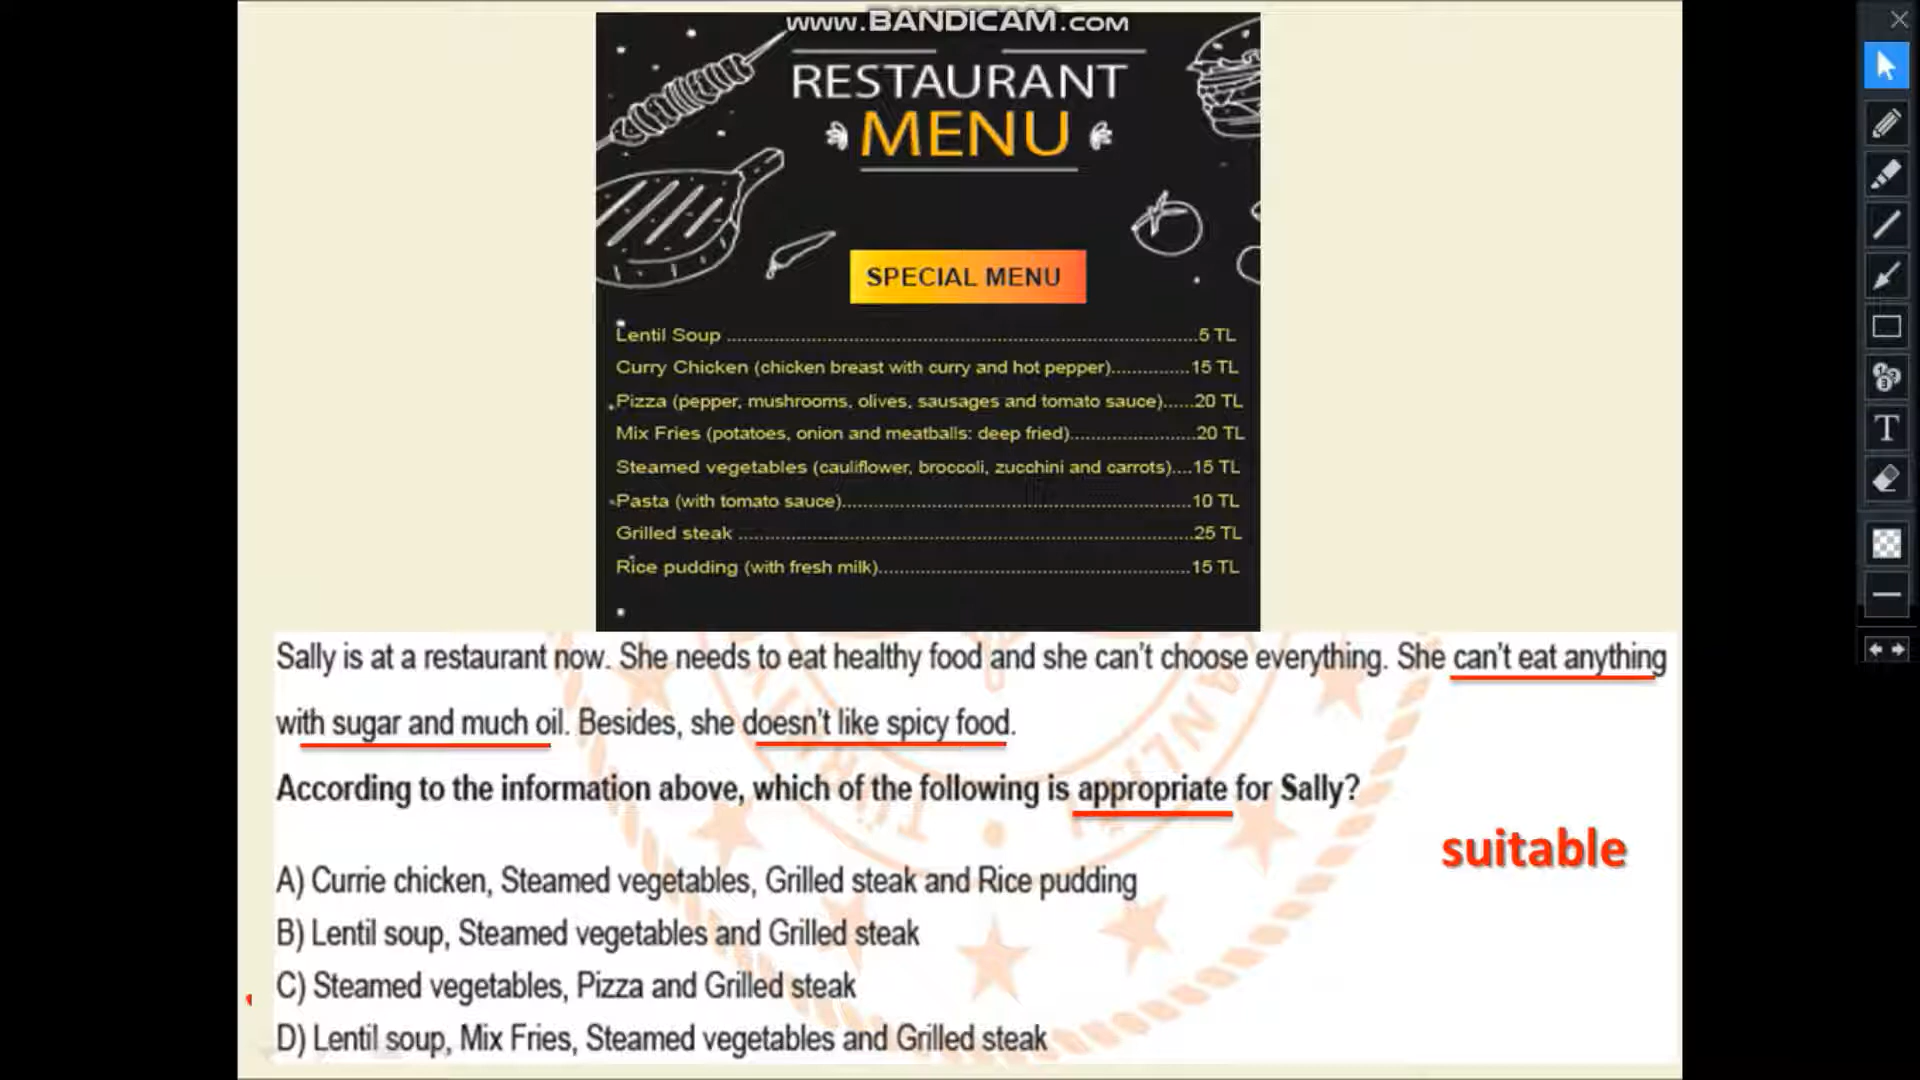 www.BANDICAM.COM
RESTAURANT
MENU
SPECIAL MENU
Lentil Soup ..........................................................................5 TL
Curry Chicken (chicken breast with curry and hot pepper)..............15 TL
Pizza (pepper, mushrooms, olives, sausages and tomato sauce)......20 TL
Mix Fries (potatoes, onion and meatballs: deep fried)......................20 TL
Steamed vegetables (cauliflower, broccoli, zucchini and carrots)....15 TL
Pasta (with tomato sauce)..........................................................10 TL
Grilled steak ..........................................................................25 TL
Rice pudding (with fresh milk)....................................................15 TL
Sally is at a restaurant now. She needs to eat healthy food and she can't choose everything. She can't eat anything
with sugar and much oil. Besides, she doesn't like spicy food.
According to the information above, which of the following is appropriate for Sally?
suitable
A) Currie chicken, Steamed vegetables, Grilled steak and Rice pudding
B) Lentil soup, Steamed vegetables and Grilled steak
C) Steamed vegetables, Pizza and Grilled steak
D) Lentil soup, Mix Fries, Steamed vegetables and Grilled steak